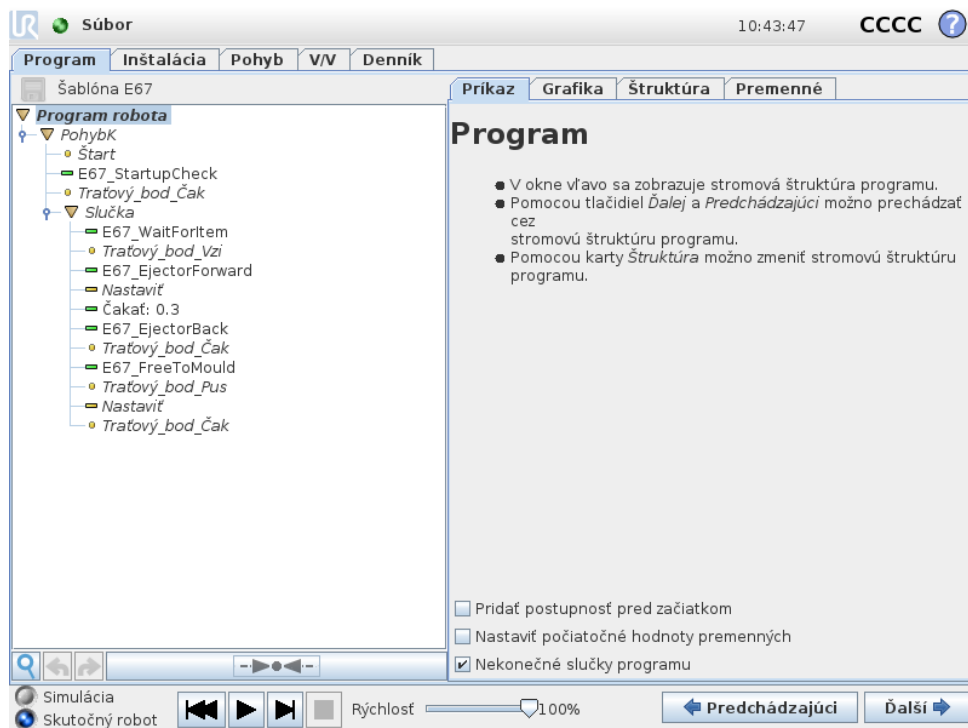 UR Súbor 10:43:47 CCCC ?
Program Inštalácia Pohyb V/V Denník
Šablóna E67
Príkaz Grafika Štruktúra Premenné
Program robota
PohybK
Štart
E67_StartupCheck
Traťový_bod_Čak
Slučka
E67_WaitForItem
Traťový_bod_Vzi
E67_EjectorForward
Nastaviť
Čakať: 0.3
E67_EjectorBack
Traťový_bod_Čak
E67_FreeToMould
Traťový_bod_Pus
Nastaviť
Traťový_bod_Čak
Program
V okne vľavo sa zobrazuje stromová štruktúra programu.
Pomocou tlačidiel Ďalej a Predchádzajúci možno prechádzať
cez
stromovú štruktúru programu.
Pomocou karty Štruktúra možno zmeniť stromovú štruktúru
programu.
Pridať postupnosť pred začiatkom
Nastaviť počiatočné hodnoty premenných
Nekonečné slučky programu
Simulácia
Skutočný robot
Rýchlosť 100%
Predchádzajúci Ďalší